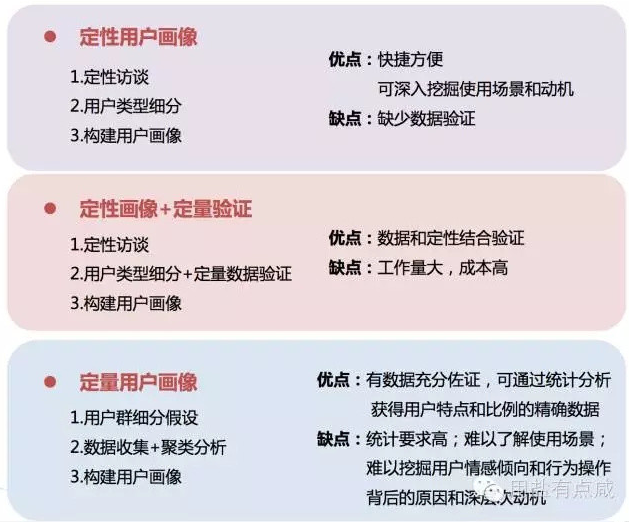 定性用户画像
1.定性访谈
2.用户类型细分
3.构建用户画像
优点：快捷方便
可深入挖掘使用场景和动机
缺点：缺少数据验证
定性画像+定量验证
1.定性访谈
2.用户类型细分+定量数据验证
3.构建用户画像
优点：数据和定性结合验证
缺点：工作量大，成本高
定量用户画像
1.用户群细分假设
2.数据收集+聚类分析
3.构建用户画像
优点：有数据充分佐证，可通过统计分析
获得用户特点和比例的精确数据
缺点：统计要求高；难以了解使用场景；
难以挖掘用户情感倾向和行为操作
背后的原因和深层次动机
田盐有点咸